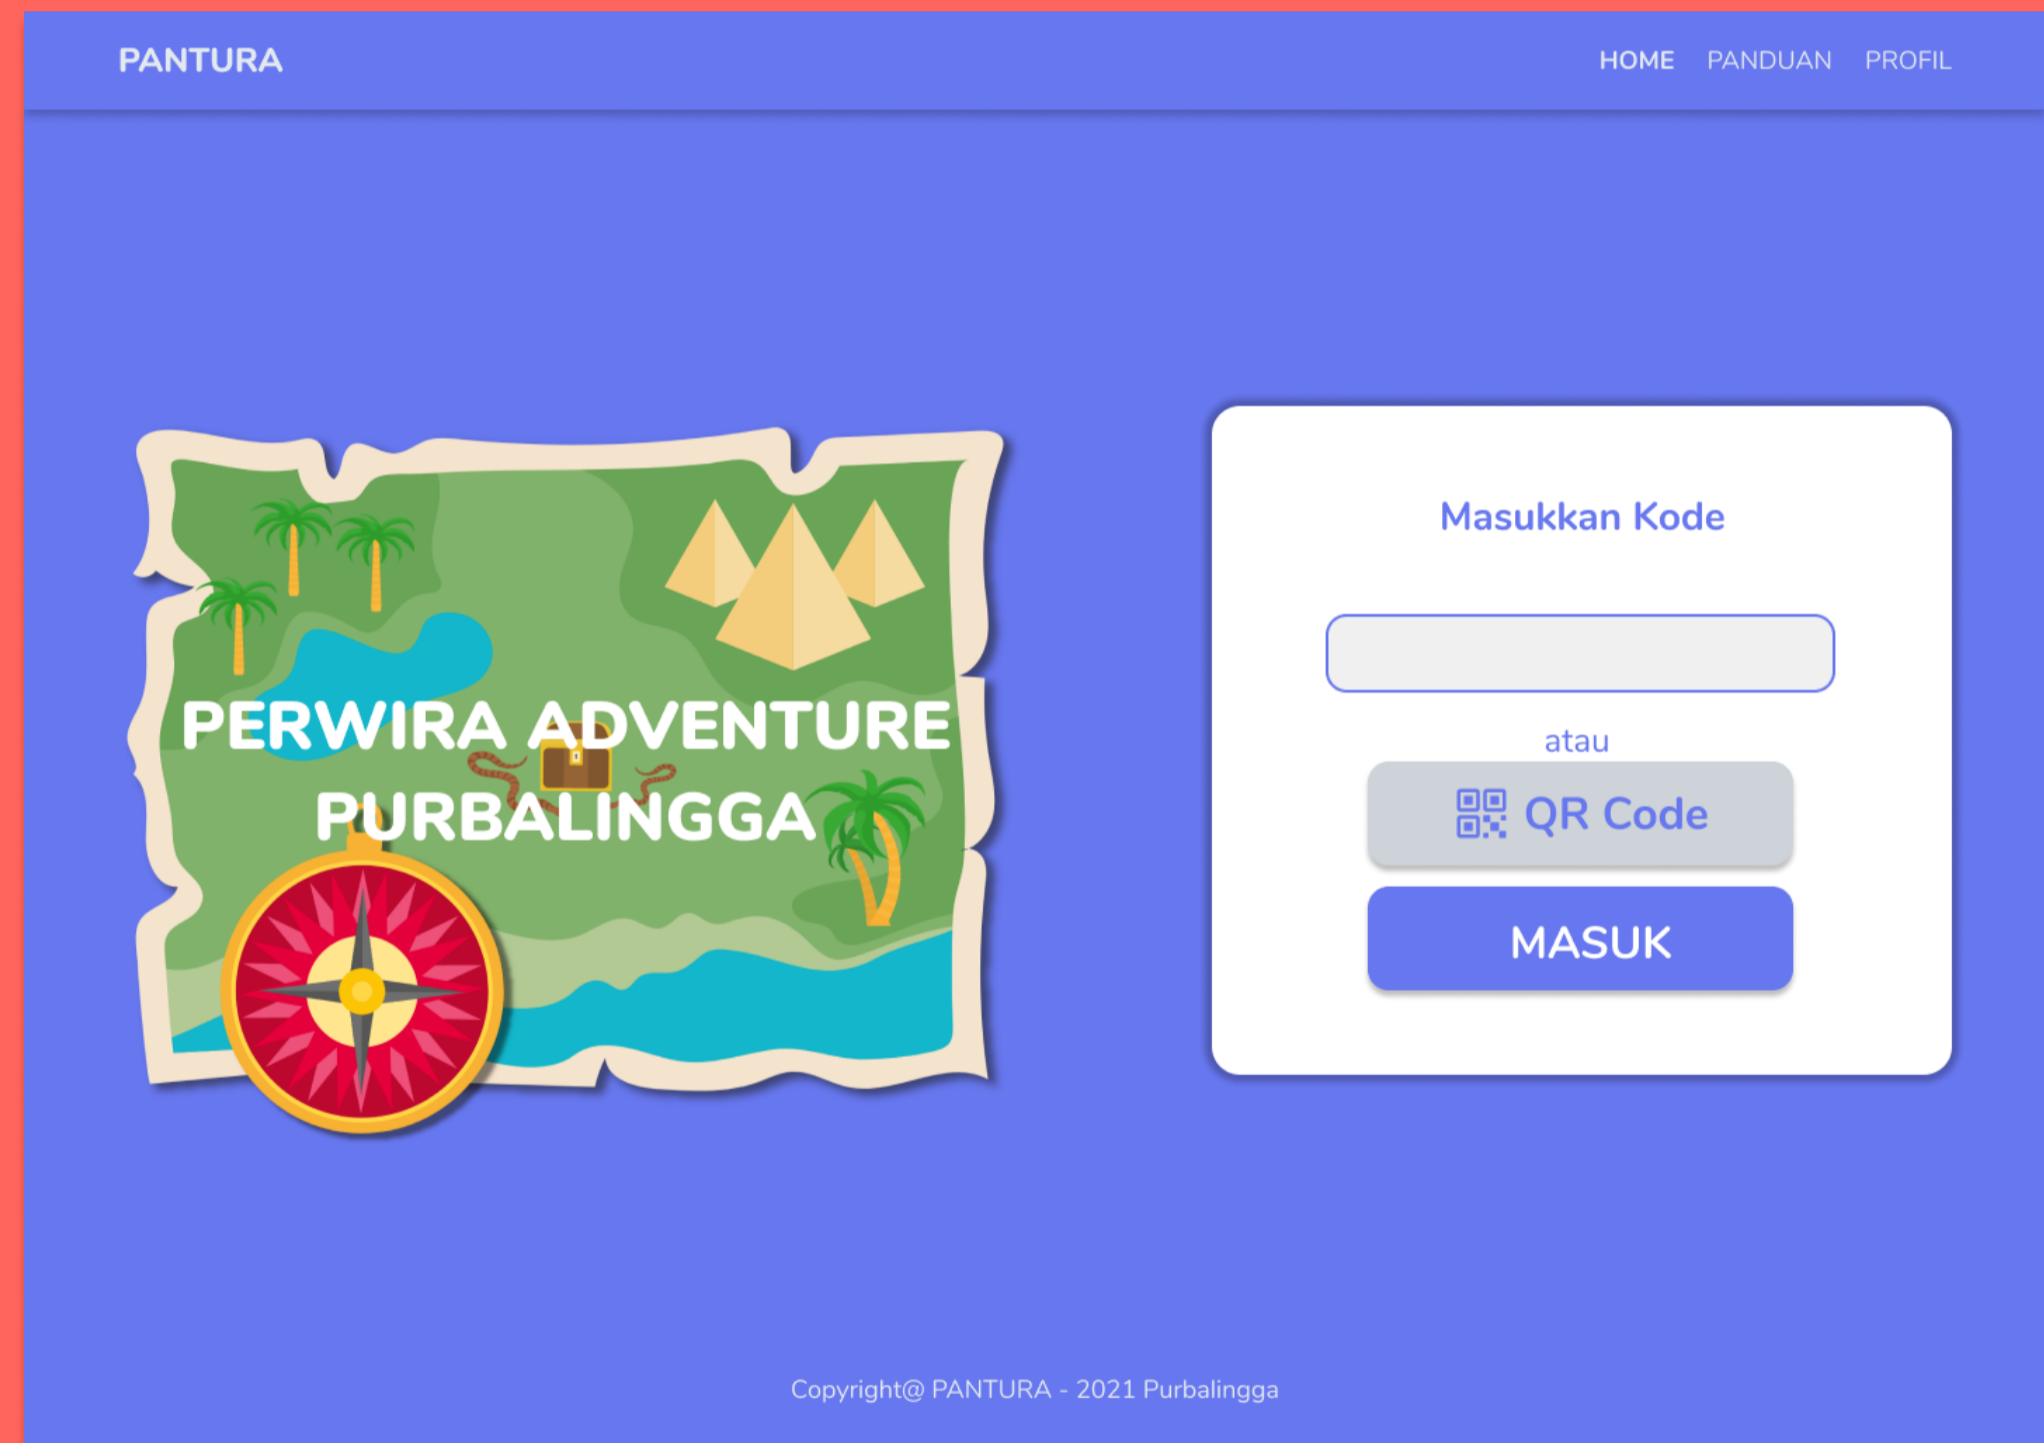 PANTURA
HOME PANDUAN PROFIL
PERWIRA ADVENTURE
PURBALINGGA
Masukkan Kode
atau
QR Code
MASUK
Copyright@ PANTURA - 2021 Purbalingga